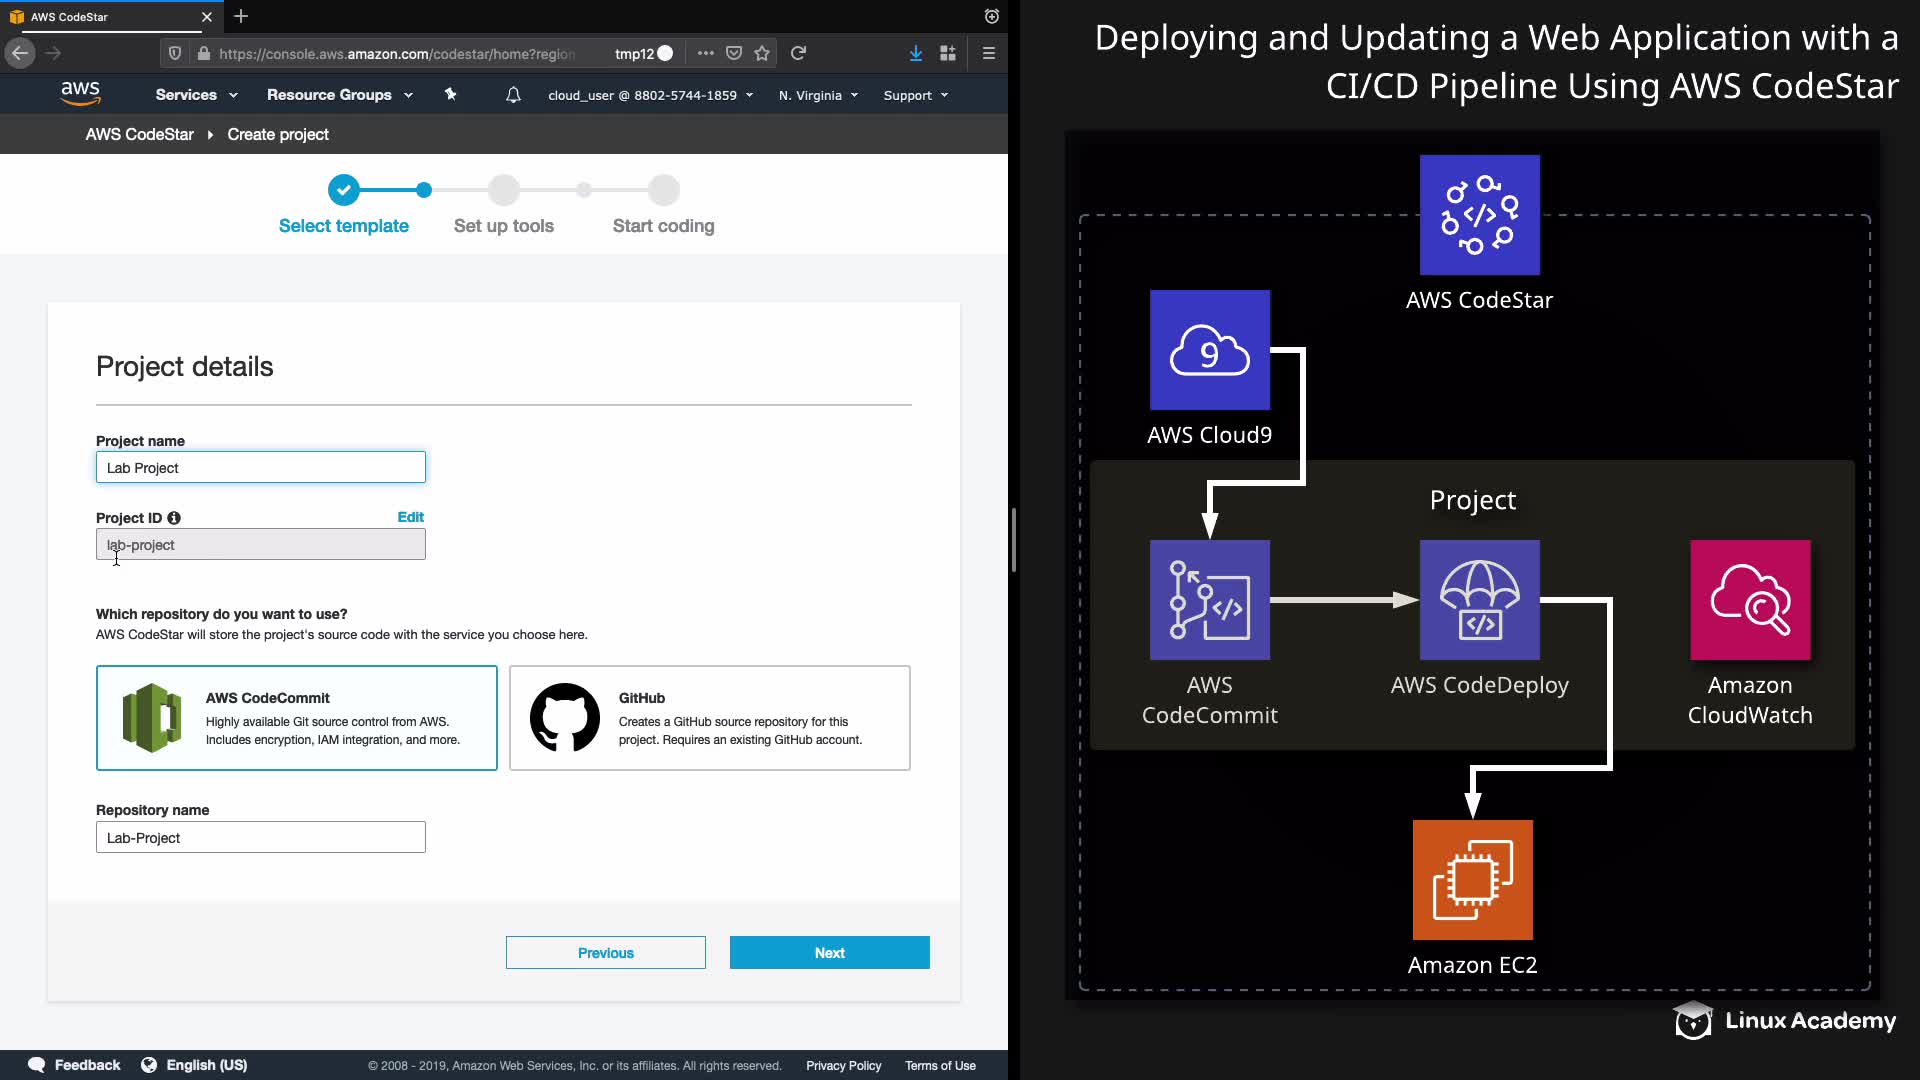 AWS CodeStar
https://console.aws.amazon.com/codestar/home?region
tmp12
aws
Services
Resource Groups
cloud_user @ 8802-5744-1859
N. Virginia
Support
AWS CodeStar
Create project
Select template
Set up tools
Start coding
Project details
Project name
Lab Project
Project ID
Edit
lab-project
Which repository do you want to use?
AWS CodeStar will store the project's source code with the service you choose here.
AWS CodeCommit
Highly available Git source control from AWS.
Includes encryption, IAM integration, and more.
GitHub
Creates a GitHub source repository for this
project. Requires an existing GitHub account.
Repository name
Lab-Project
Previous
Next
Feedback
English (US)
© 2008 - 2019, Amazon Web Services, Inc. or its affiliates. All rights reserved.
Privacy Policy
Terms of Use
Deploying and Updating a Web Application with a
CI/CD Pipeline Using AWS CodeStar
AWS CodeStar
9
AWS Cloud9
Project
AWS
CodeCommit
AWS CodeDeploy
Amazon
CloudWatch
Amazon EC2
Linux Academy